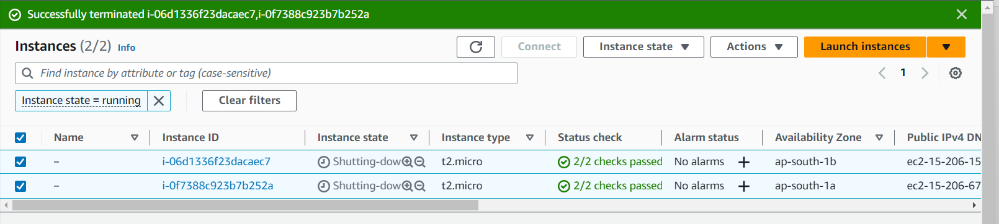 Successfully terminated i-06d1336f23dacaec7,i-0f7388c923b7b252a
Instances (2/2) Info
Connect
Instance state
Actions
Launch instances
Find instance by attribute or tag (case-sensitive)
1
Instance state = running
Clear filters
Name Instance ID Instance state Instance type Status check Alarm status Availability Zone Public IPv4 DN
– i-06d1336f23dacaec7 Shutting-dow t2.micro 2/2 checks passed No alarms + ap-south-1b ec2-15-206-15
– i-0f7388c923b7b252a Shutting-dow t2.micro 2/2 checks passed No alarms + ap-south-1a ec2-15-206-67